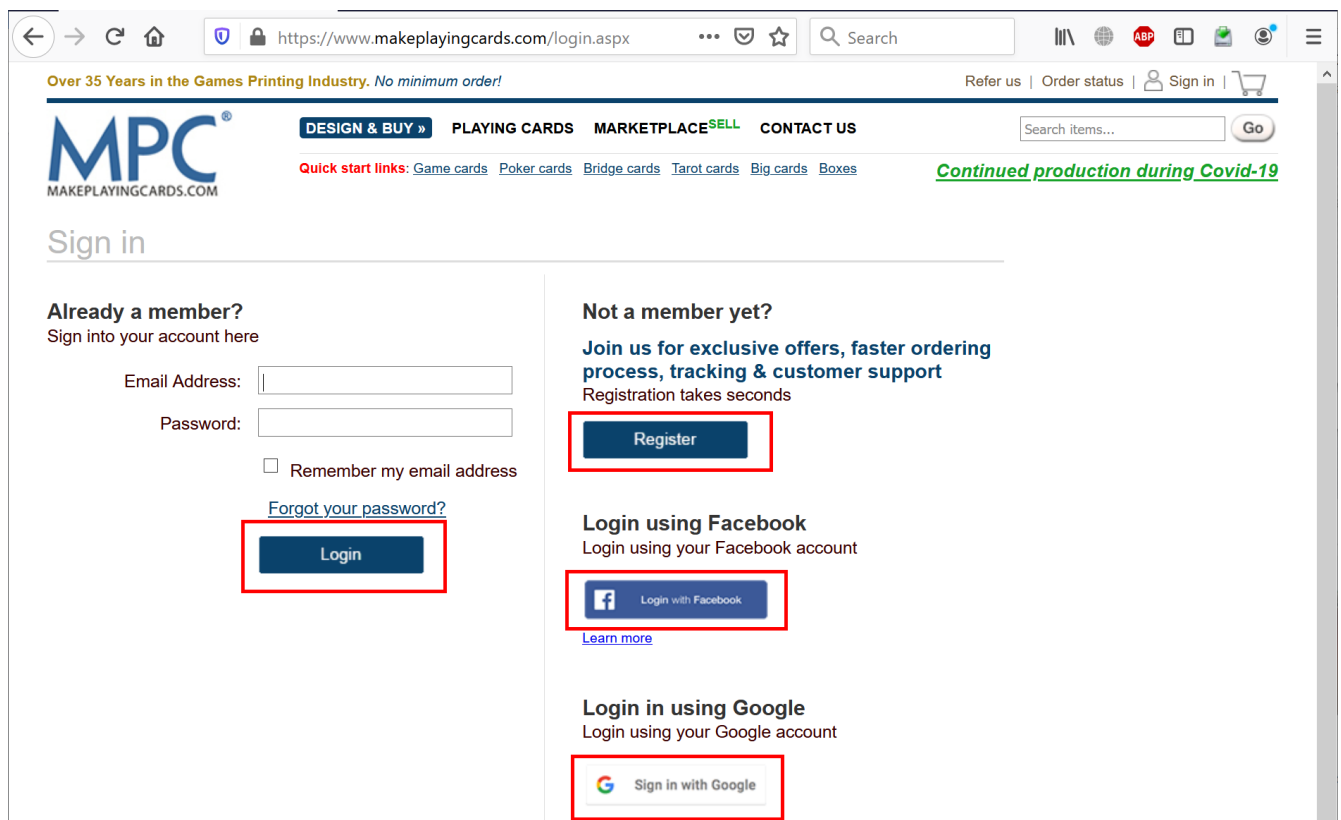 https://www.makeplayingcards.com/login.aspx
Search
ABP
Over 35 Years in the Games Printing Industry. No minimum order!
Refer us | Order status | Sign in |
MPC®
MAKEPLAYINGCARDS.COM
DESIGN & BUY » PLAYING CARDS MARKETPLACE SELL CONTACT US
Search items... Go
Quick start links: Game cards Poker cards Bridge cards Tarot cards Big cards Boxes
Continued production during Covid-19
Sign in
Already a member?
Sign into your account here
Email Address:
Password:
Remember my email address
Forgot your password?
Login
Not a member yet?
Join us for exclusive offers, faster ordering
process, tracking & customer support
Registration takes seconds
Register
Login using Facebook
Login using your Facebook account
Login with Facebook
Learn more
Login in using Google
Login using your Google account
Sign in with Google